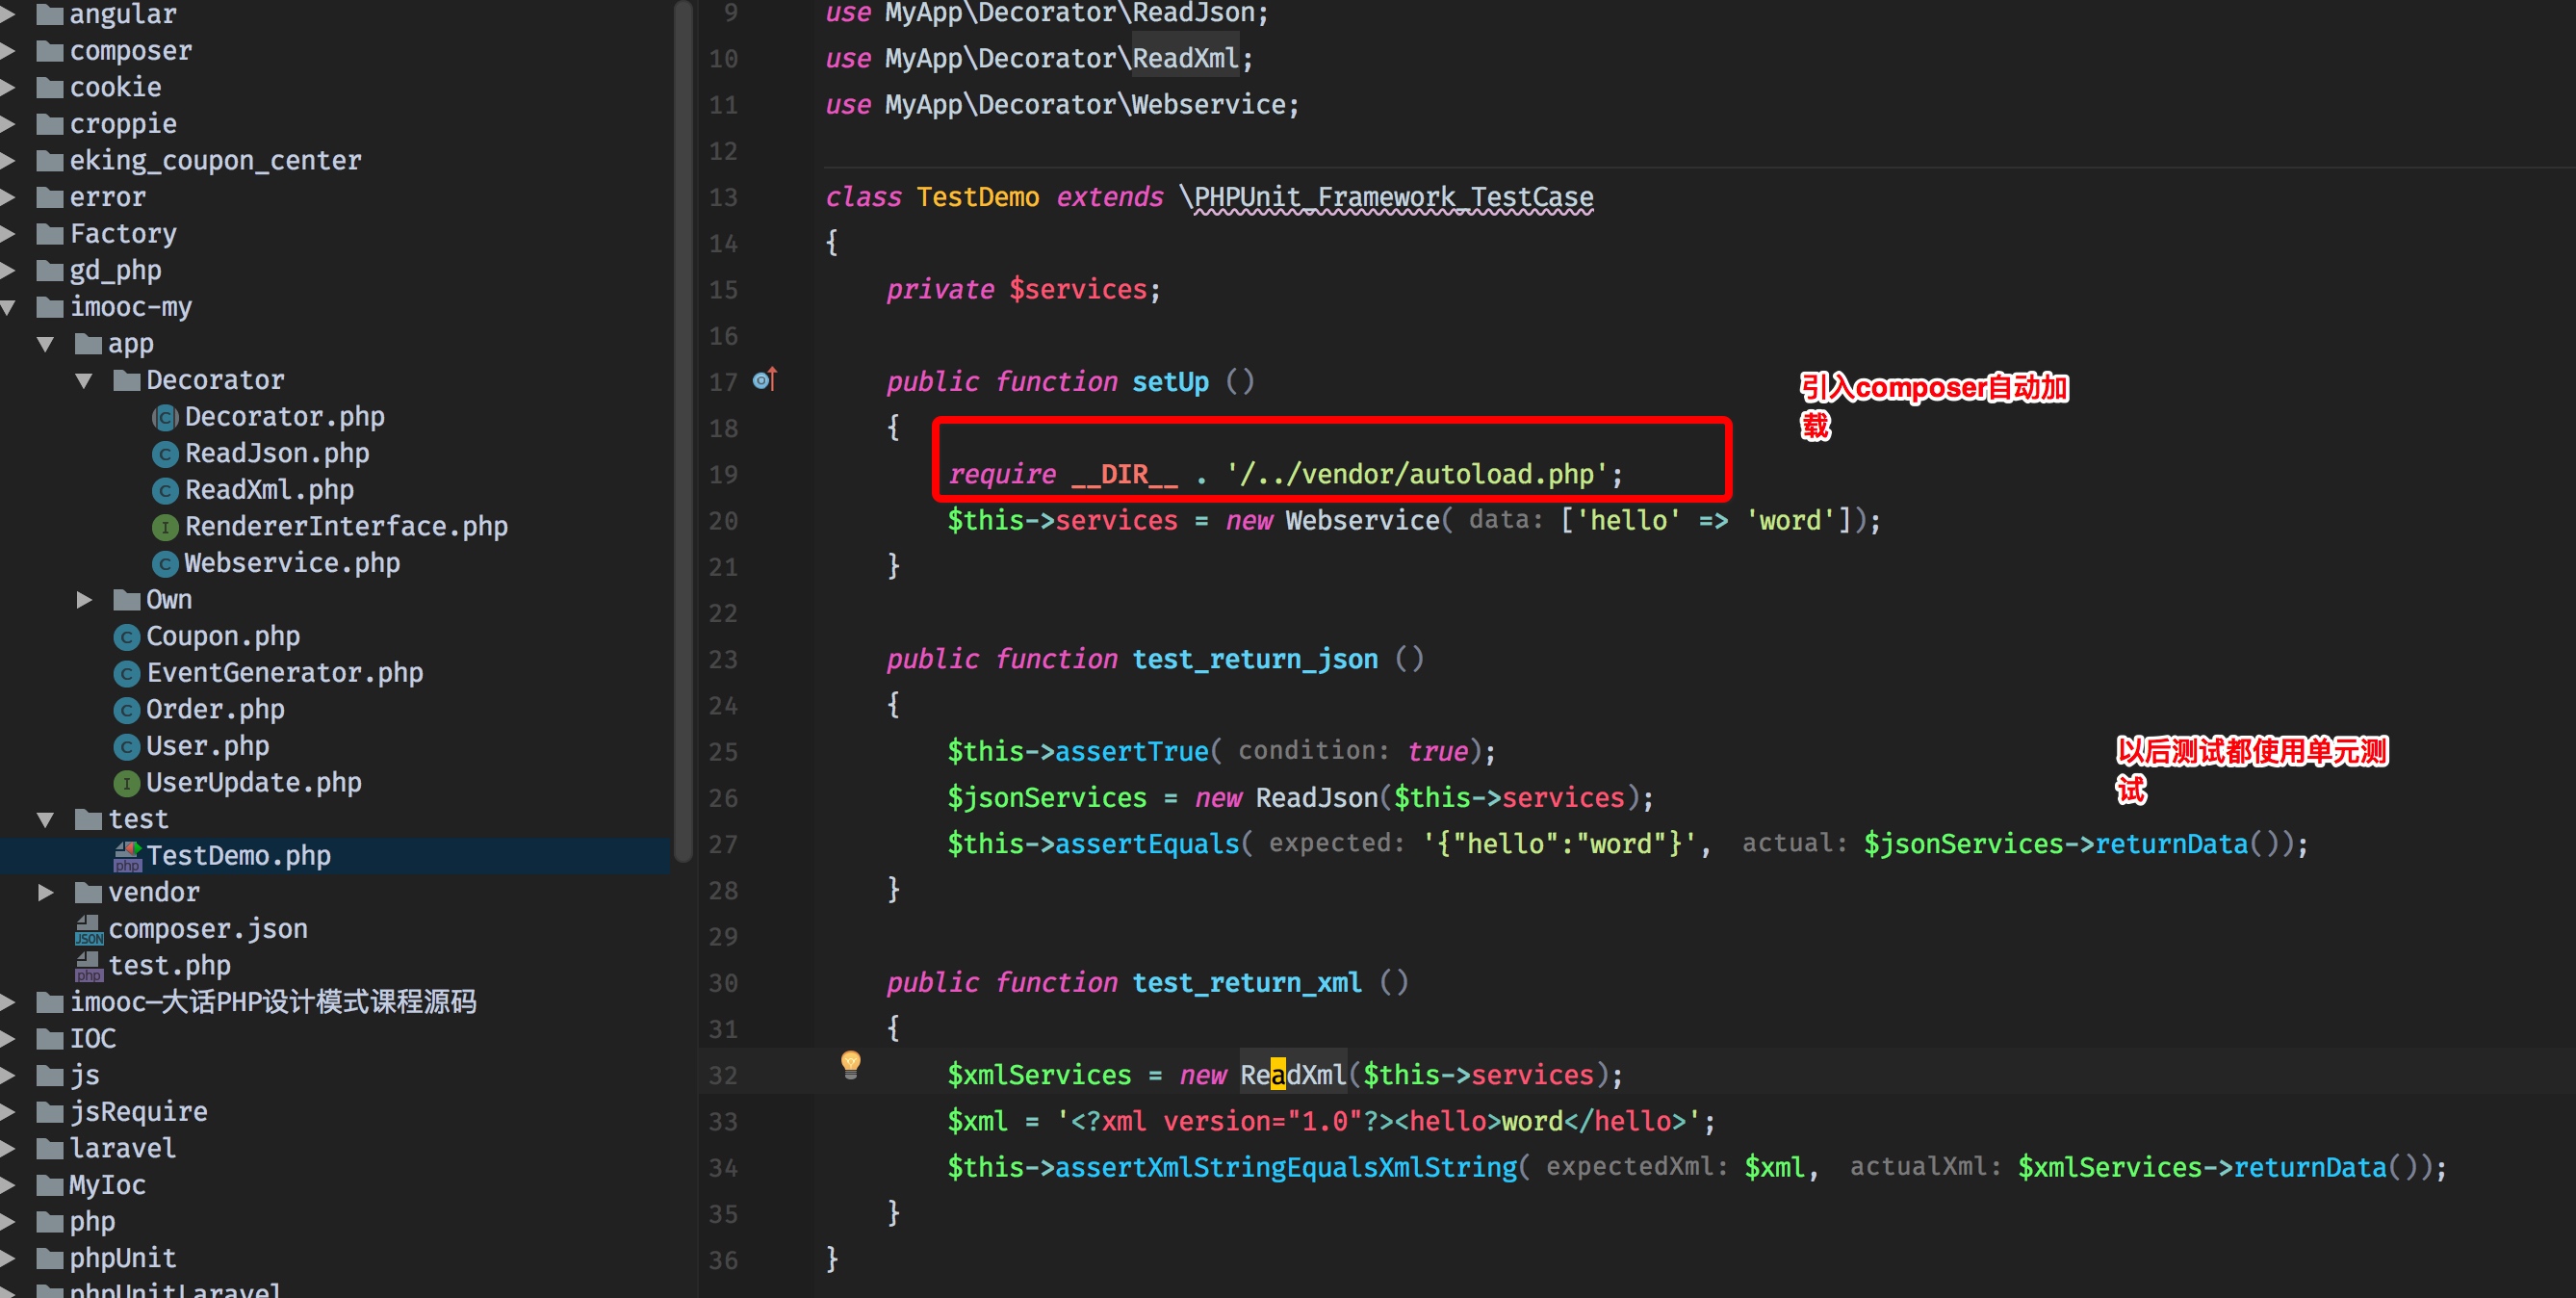 angular
composer
cookie
croppie
eking_coupon_center
error
Factory
gd_php
imooc-my
app
Decorator
Decorator.php
ReadJson.php
ReadXml.php
RendererInterface.php
Webservice.php
Own
Coupon.php
EventGenerator.php
Order.php
User.php
UserUpdate.php
test
TestDemo.php
vendor
composer.json
test.php
imooc—大话PHP设计模式课程源码
IOC
js
jsRequire
laravel
MyIoc
php
phpUnit
phpUnitLaravel
9 use MyApp\Decorator\ReadJson;
10 use MyApp\Decorator\ReadXml;
11 use MyApp\Decorator\Webservice;
12
13 class TestDemo extends \PHPUnit_Framework_TestCase
14 {
15 private $services;
16
17 public function setUp ()
引入composer自动加
载
18 {
19 require __DIR__ . '/../vendor/autoload.php';
20 $this->services = new Webservice( data: ['hello' => 'word']);
21 }
22
23 public function test_return_json ()
24 {
25 $this->assertTrue( condition: true);
以后测试都使用单元测
试
26 $jsonServices = new ReadJson($this->services);
27 $this->assertEquals( expected: '{"hello":"word"}', actual: $jsonServices->returnData());
28 }
29
30 public function test_return_xml ()
31 {
32 $xmlServices = new ReadXml($this->services);
33 $xml = '<?xml version="1.0"?><hello>word</hello>';
34 $this->assertXmlStringEqualsXmlString( expectedXml: $xml, actualXml: $xmlServices->returnData());
35 }
36 }